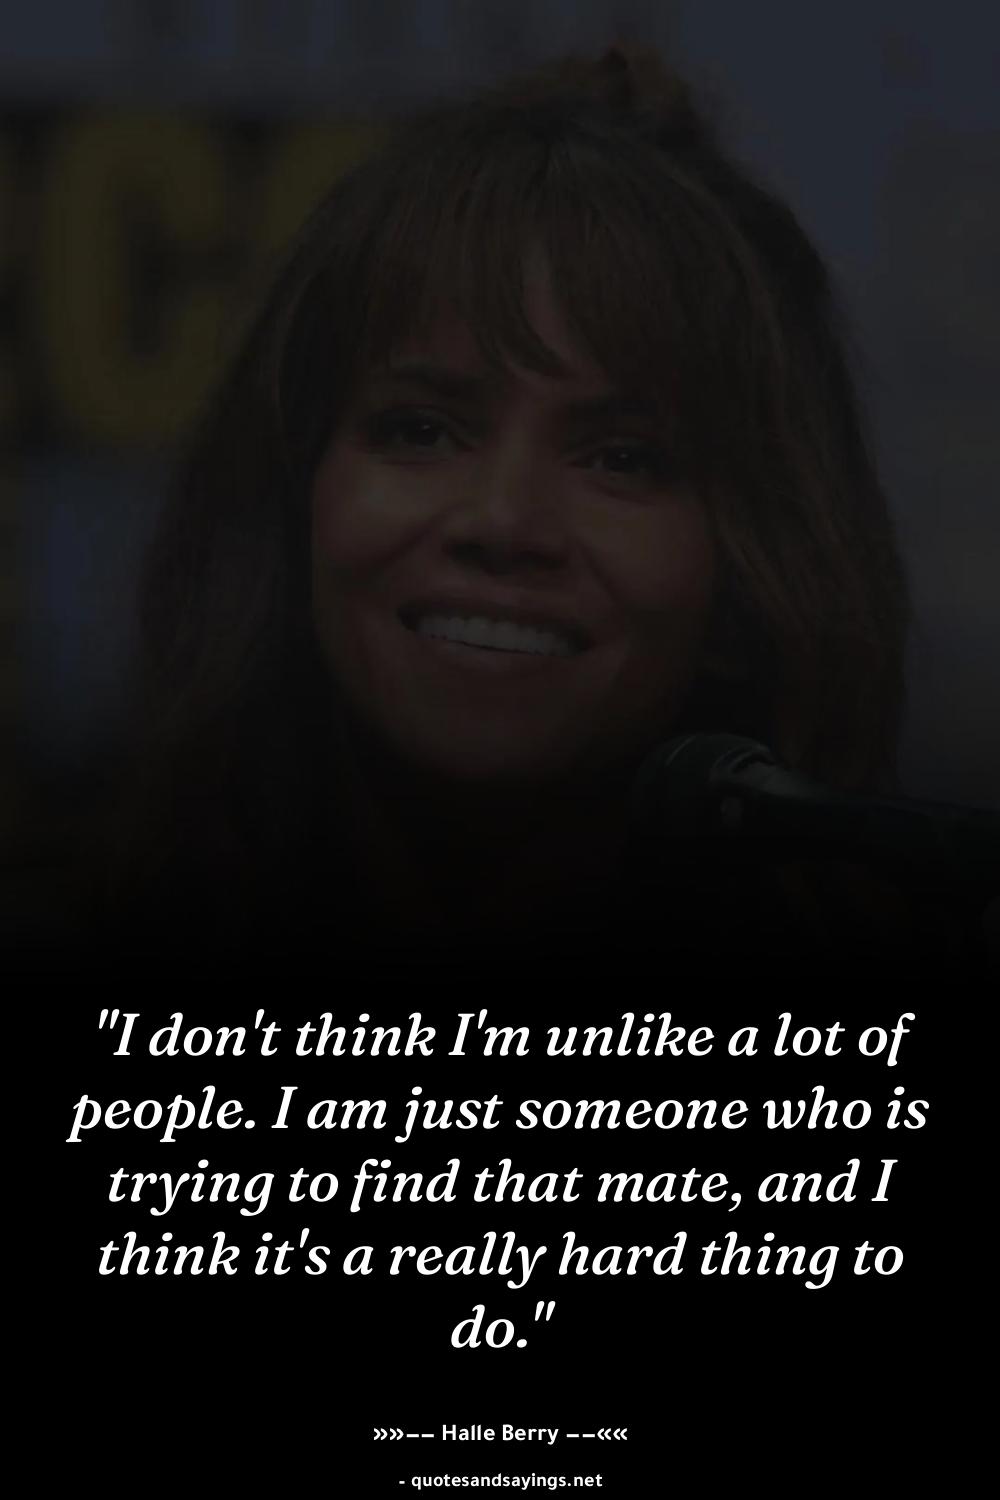 "I don't think I'm unlike a lot of
people. I am just someone who is
trying to find that mate, and I
think it's a really hard thing to
do."
»»–– Halle Berry ––««
- quotesandsayings.net